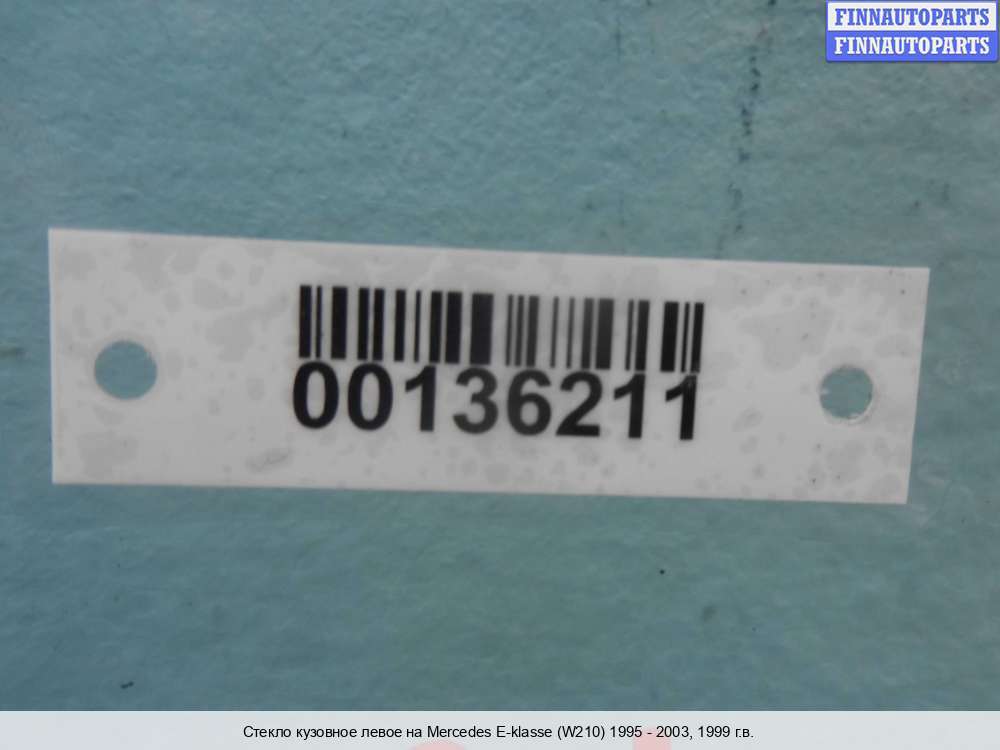 FINNAUTOPARTS
FINNAUTOPARTS
00136211
Стекло кузовное левое на Mercedes E-klasse (W210) 1995 - 2003, 1999 г.в.